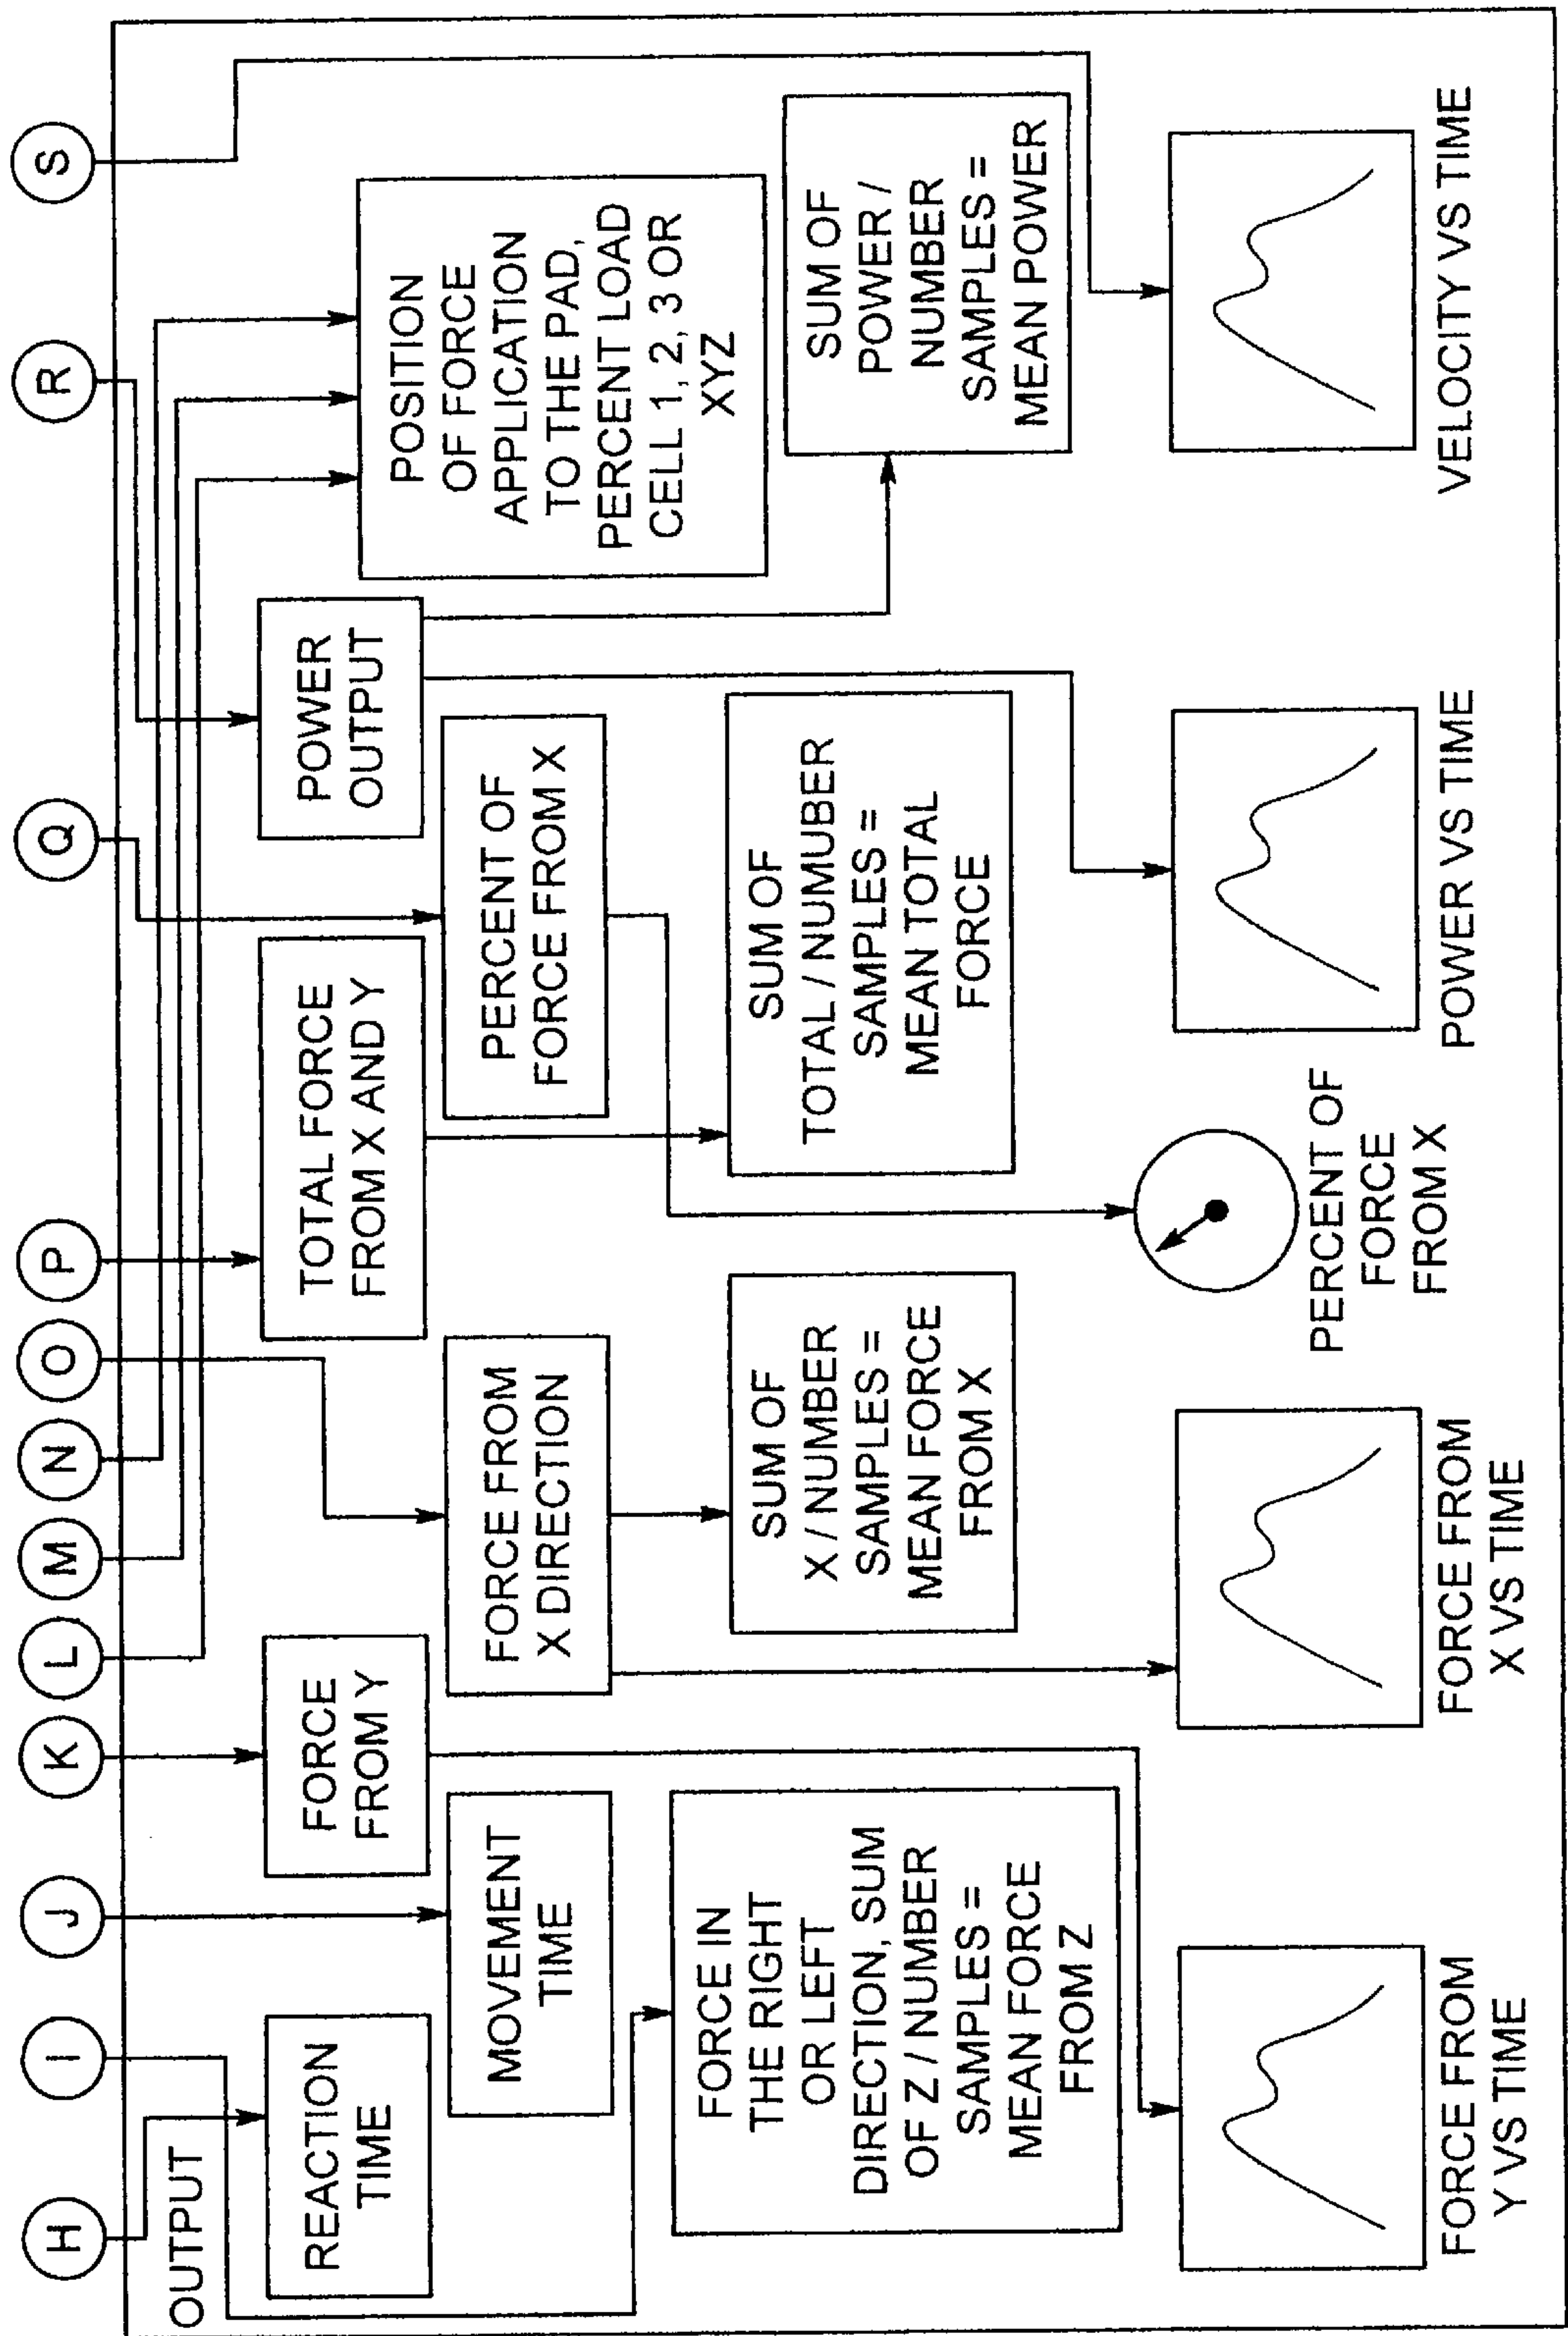 H
I
J
K
L
M
N
O
P
Q
R
S
OUTPUT
REACTION
TIME
MOVEMENT
TIME
FORCE
FROM Y
FORCE FROM
X DIRECTION
TOTAL FORCE
FROM X AND Y
PERCENT OF
FORCE FROM X
POWER
OUTPUT
POSITION
OF FORCE
APPLICATION
TO THE PAD,
PERCENT LOAD
CELL 1, 2, 3 OR
XYZ
FORCE IN
THE RIGHT
OR LEFT
DIRECTION, SUM
OF Z / NUMBER
SAMPLES =
MEAN FORCE
FROM Z
SUM OF
X / NUMBER
SAMPLES =
MEAN FORCE
FROM X
SUM OF
TOTAL / NUMUBER
SAMPLES =
MEAN TOTAL
FORCE
SUM OF
POWER /
NUMBER
SAMPLES =
MEAN POWER
FORCE FROM
Y VS TIME
FORCE FROM
X VS TIME
PERCENT OF
FORCE
FROM X
POWER VS TIME
VELOCITY VS TIME